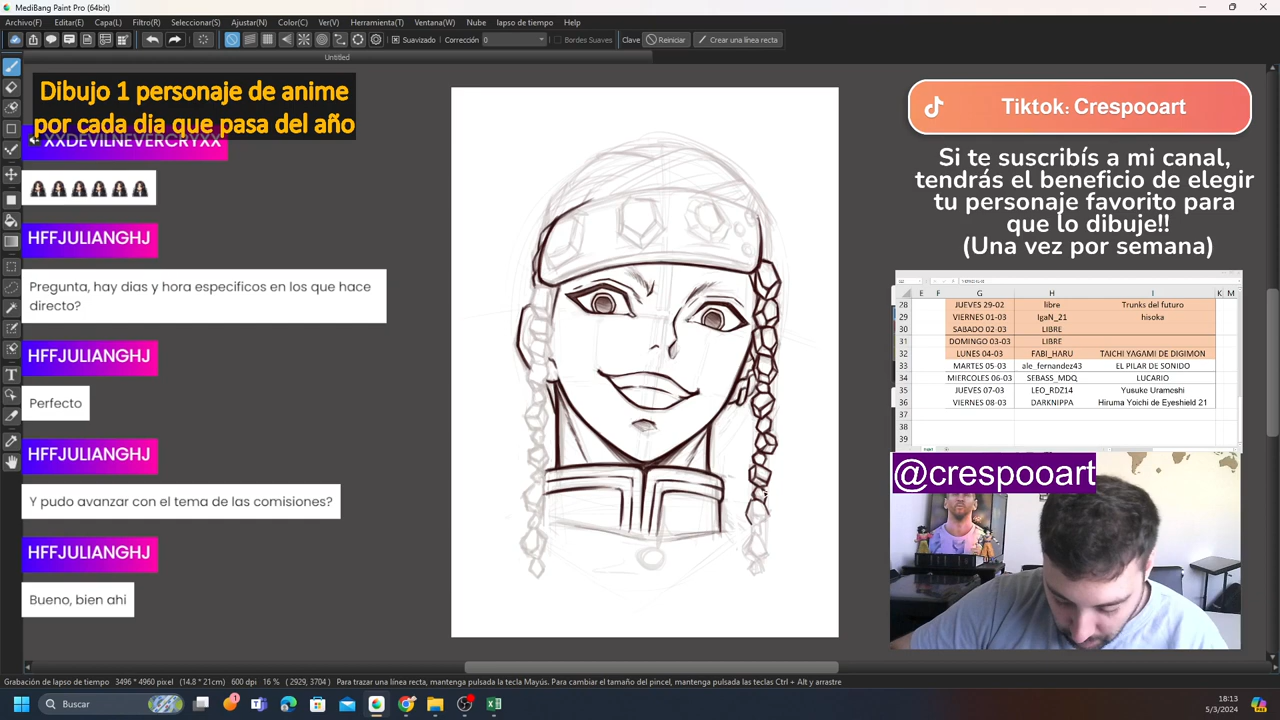 MediBang Paint Pro (64bit)
Archivo(F) Editar(E) Capa(L) Filtro(R) Seleccionar(S) Ajustar(N) Color(C) Ver(V) Herramienta(T) Ventana(W) Nube lapso de tiempo Help
Suavizado Corrección 0 Bordes Suaves Clave Reiniciar Crear una línea recta
Untitled
Dibujo 1 personaje de anime
por cada dia que pasa del año
XXDEVILNEVERCRYXX
HFFJULIANGHJ
Pregunta, hay dias y hora especificos en los que hace
directo?
HFFJULIANGHJ
Perfecto
HFFJULIANGHJ
Y pudo avanzar con el tema de las comisiones?
HFFJULIANGHJ
Bueno, bien ahi
Tiktok: Crespooart
Si te suscribís a mi canal,
tendrás el beneficio de elegir
tu personaje favorito para
que lo dibuje!!
(Una vez por semana)
E F G H I K L M
28 JUEVES 29-02 libre Trunks del futuro
29 VIERNES 01-03 IgaN_21 hisoka
30 SABADO 02-03 LIBRE
31 DOMINGO 03-03 LIBRE
32 LUNES 04-03 FABI_HARU TAICHI YAGAMI DE DIGIMON
33 MARTES 05-03 ale_fernandez43 EL PILAR DE SONIDO
34 MIERCOLES 06-03 SEBASS_MDQ LUCARIO
35 JUEVES 07-03 LEO_RDZ14 Yusuke Urameshi
36 VIERNES 08-03 DARKNIPPA Hiruma Yoichi de Eyeshield 21
37
38
39
@crespooart
Grabación de lapso de tiempo 3496 * 4960 pixel (14.8 * 21cm) 600 dpi 16 % ( 2929, 3704 ) Para trazar una línea recta, mantenga pulsada la tecla Mayús. Para cambiar el tamaño del pincel, mantenga pulsadas las teclas Ctrl + Alt y arrastre
Buscar
18:13
5/3/2024